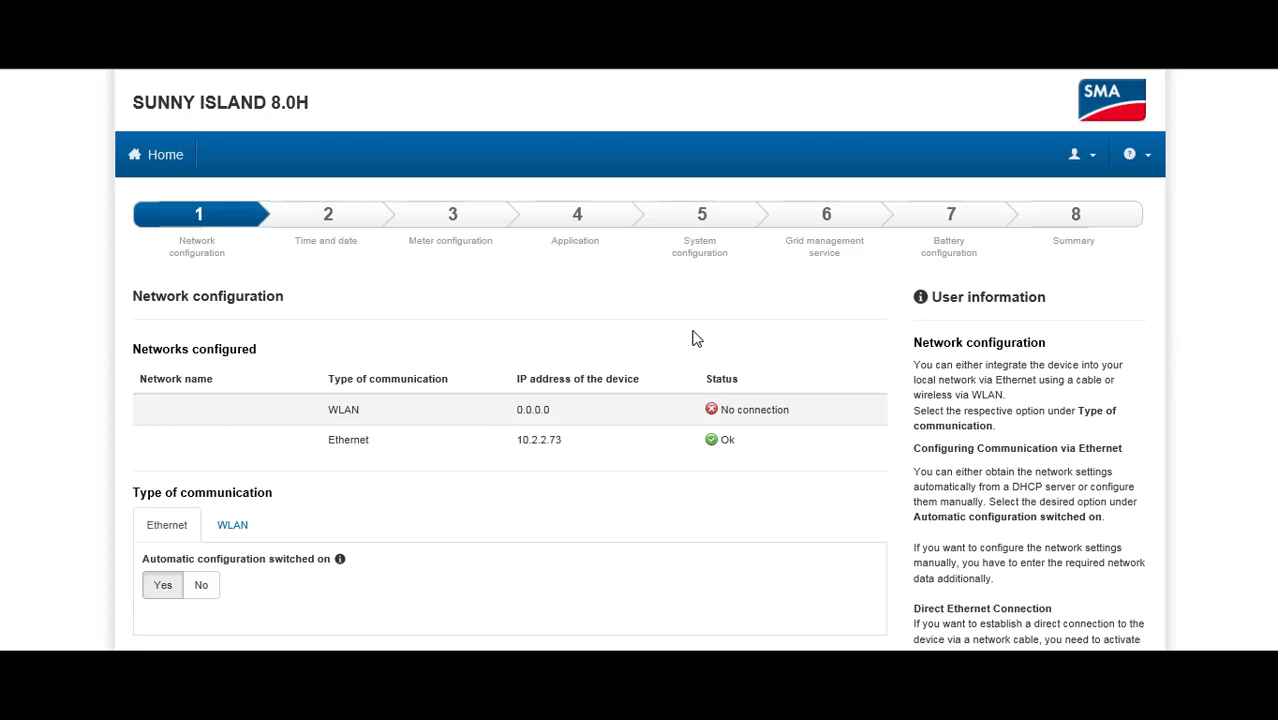 SUNNY ISLAND 8.0H
SMA
Home
1 2 3 4 5 6 7 8
Network configuration
Time and date
Meter configuration
Application
System configuration
Grid management service
Battery configuration
Summary
Network configuration
Networks configured
Network name Type of communication IP address of the device Status
WLAN 0.0.0.0 No connection
Ethernet 10.2.2.73 Ok
Type of communication
Ethernet WLAN
Automatic configuration switched on
Yes No
User information
Network configuration
You can either integrate the device into your
local network via Ethernet using a cable or
wireless via WLAN.
Select the respective option under Type of
communication.
Configuring Communication via Ethernet
You can either obtain the network settings
automatically from a DHCP server or configure
them manually. Select the desired option under
Automatic configuration switched on.
If you want to configure the network settings
manually, you have to enter the required network
data additionally.
Direct Ethernet Connection
If you want to establish a direct connection to the
device via a network cable, you need to activate